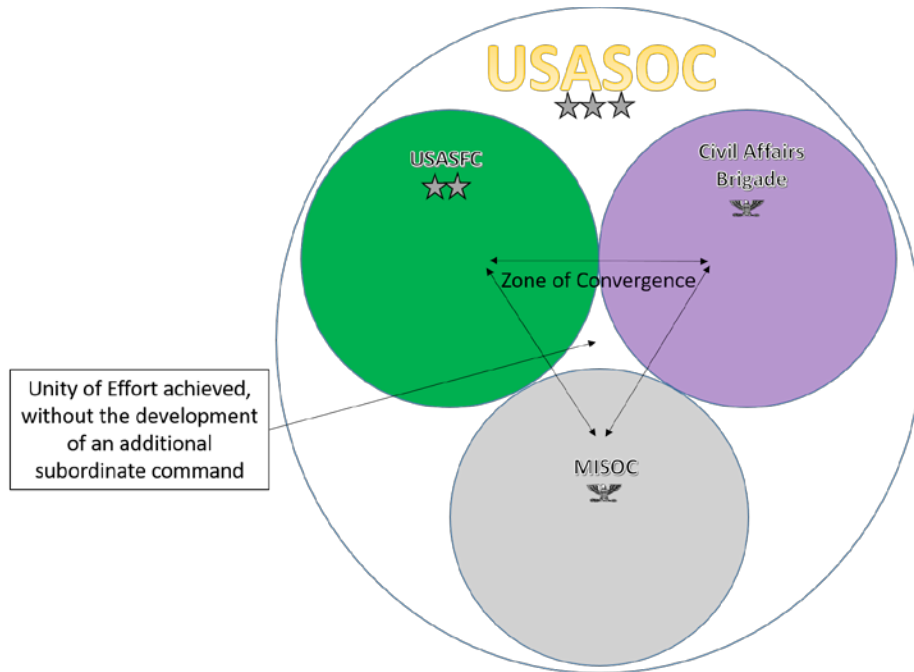 USASOC
USASFC
Civil Affairs
Brigade
Zone of Convergence
Unity of Effort achieved,
without the development
of an additional
subordinate command
MISOC